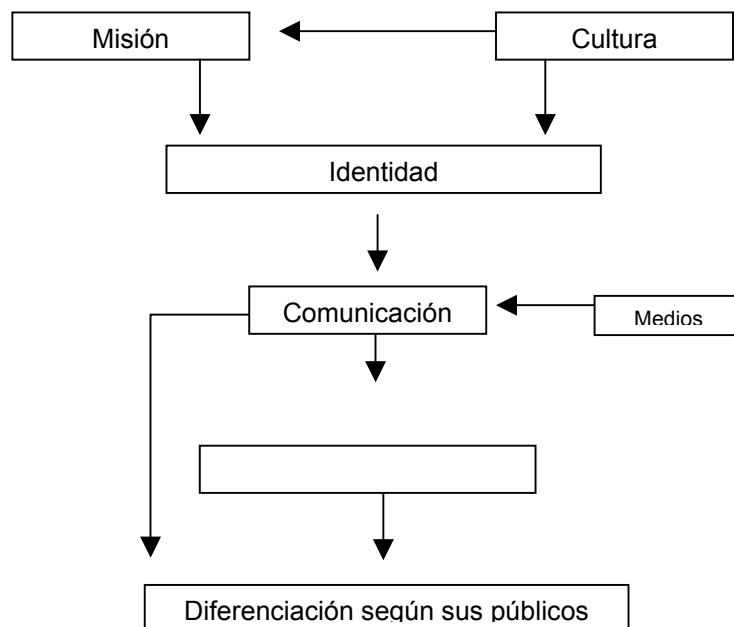 Misión
Cultura
Identidad
Comunicación
Medios
Diferenciación según sus públicos